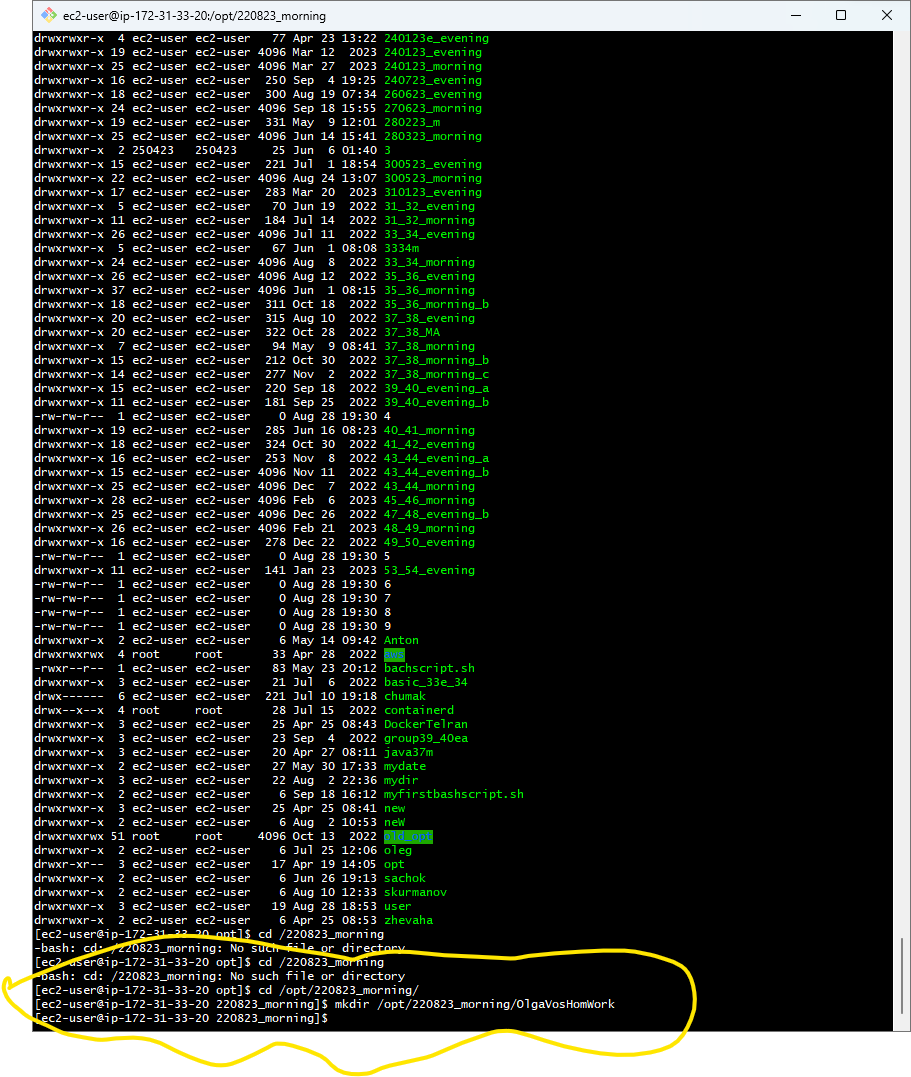 ec2-user@ip-172-31-33-20:/opt/220823_morning
drwxrwxr-x  4 ec2-user ec2-user   77 Apr 23 13:22 240123e_evening
drwxrwxr-x 19 ec2-user ec2-user 4096 Mar 12  2023 240123_evening
drwxrwxr-x 25 ec2-user ec2-user 4096 Mar 27  2023 240123_morning
drwxrwxr-x 16 ec2-user ec2-user  250 Sep  4 19:25 240723_evening
drwxrwxr-x 18 ec2-user ec2-user  300 Aug 19 07:34 260623_evening
drwxrwxr-x 24 ec2-user ec2-user 4096 Sep 18 15:55 270623_morning
drwxrwxr-x 19 ec2-user ec2-user  331 May  9 12:01 280223_m
drwxrwxr-x 25 ec2-user ec2-user 4096 Jun 14 15:41 280323_morning
drwxrwxr-x  2 250423   250423     25 Jun  6 01:40 3
drwxrwxr-x 15 ec2-user ec2-user  221 Jul  1 18:54 300523_evening
drwxrwxr-x 22 ec2-user ec2-user 4096 Aug 24 13:07 300523_morning
drwxrwxr-x 17 ec2-user ec2-user  283 Mar 20  2023 310123_evening
drwxrwxr-x  5 ec2-user ec2-user   70 Jun 19  2022 31_32_evening
drwxrwxr-x 11 ec2-user ec2-user  184 Jul 14  2022 31_32_morning
drwxrwxr-x 26 ec2-user ec2-user 4096 Jul 11  2022 33_34_evening
drwxrwxr-x  5 ec2-user ec2-user   67 Jun  1 08:08 3334m
drwxrwxr-x 24 ec2-user ec2-user 4096 Aug  8  2022 33_34_morning
drwxrwxr-x 26 ec2-user ec2-user 4096 Aug 12  2022 35_36_evening
drwxrwxr-x 37 ec2-user ec2-user 4096 Jun  1 08:15 35_36_morning
drwxrwxr-x 18 ec2-user ec2-user  311 Oct 18  2022 35_36_morning_b
drwxrwxr-x 20 ec2-user ec2-user  315 Aug 10  2022 37_38_evening
drwxrwxr-x 20 ec2-user ec2-user  322 Oct 28  2022 37_38_MA
drwxrwxr-x  7 ec2-user ec2-user   94 May  9 08:41 37_38_morning
drwxrwxr-x 15 ec2-user ec2-user  212 Oct 30  2022 37_38_morning_b
drwxrwxr-x 14 ec2-user ec2-user  277 Nov  2  2022 37_38_morning_c
drwxrwxr-x 15 ec2-user ec2-user  220 Sep 18  2022 39_40_evening_a
drwxrwxr-x 11 ec2-user ec2-user  181 Sep 25  2022 39_40_evening_b
-rw-rw-r--  1 ec2-user ec2-user    0 Aug 28 19:30 4
drwxrwxr-x 19 ec2-user ec2-user  285 Jun 16 08:23 40_41_morning
drwxrwxr-x 18 ec2-user ec2-user  324 Oct 30  2022 41_42_evening
drwxrwxr-x 16 ec2-user ec2-user  253 Nov  8  2022 43_44_evening_a
drwxrwxr-x 15 ec2-user ec2-user 4096 Nov 11  2022 43_44_evening_b
drwxrwxr-x 25 ec2-user ec2-user 4096 Dec  7  2022 43_44_morning
drwxrwxr-x 28 ec2-user ec2-user 4096 Feb  6  2023 45_46_morning
drwxrwxr-x 25 ec2-user ec2-user 4096 Dec 26  2022 47_48_evening_b
drwxrwxr-x 26 ec2-user ec2-user 4096 Feb 21  2023 48_49_morning
drwxrwxr-x 16 ec2-user ec2-user  278 Dec 22  2022 49_50_evening
-rw-rw-r--  1 ec2-user ec2-user    0 Aug 28 19:30 5
drwxrwxr-x 11 ec2-user ec2-user  141 Jan 23  2023 53_54_evening
-rw-rw-r--  1 ec2-user ec2-user    0 Aug 28 19:30 6
-rw-rw-r--  1 ec2-user ec2-user    0 Aug 28 19:30 7
-rw-rw-r--  1 ec2-user ec2-user    0 Aug 28 19:30 8
-rw-rw-r--  1 ec2-user ec2-user    0 Aug 28 19:30 9
drwxrwxr-x  2 ec2-user ec2-user    6 May 14 09:42 Anton
drwxrwxrwx  4 root     root       33 Apr 28  2022 aws
-rwxr--r--  1 ec2-user ec2-user   83 May 23 20:12 bachscript.sh
drwxrwxr-x  3 ec2-user ec2-user   21 Jul  6  2022 basic_33e_34
drwx------  6 ec2-user ec2-user  221 Jul 10 19:18 chumak
drwx--x--x  4 root     root       28 Jul 15  2022 containerd
drwxrwxr-x  3 ec2-user ec2-user   25 Apr 25 08:43 DockerTelran
drwxrwxr-x  3 ec2-user ec2-user   23 Sep  4  2022 group39_40ea
drwxrwxr-x  3 ec2-user ec2-user   20 Apr 27 08:11 java37m
drwxrwxr-x  2 ec2-user ec2-user   27 May 30 17:33 mydate
drwxrwxr-x  3 ec2-user ec2-user   22 Aug  2 22:36 mydir
drwxrwxr-x  2 ec2-user ec2-user    6 Sep 18 16:12 myfirstbashscript.sh
drwxrwxr-x  3 ec2-user ec2-user   25 Apr 25 08:41 new
drwxrwxr-x  2 ec2-user ec2-user    6 Aug  2 10:53 neW
drwxrwxrwx 51 root     root     4096 Oct 13  2022 old_opt
drwxrwxr-x  2 ec2-user ec2-user    6 Jul 25 12:06 oleg
drwxr-xr--  3 ec2-user ec2-user   17 Apr 19 14:05 opt
drwxrwxr-x  2 ec2-user ec2-user    6 Jun 26 19:13 sachok
drwxrwxr-x  2 ec2-user ec2-user    6 Aug 10 12:33 skurmanov
drwxrwxr-x  3 ec2-user ec2-user   19 Aug 28 18:53 user
drwxrwxr-x  2 ec2-user ec2-user    6 Apr 25 08:53 zhevaha
[ec2-user@ip-172-31-33-20 opt]$ cd /220823_morning
-bash: cd: /220823_morning: No such file or directory
[ec2-user@ip-172-31-33-20 opt]$ cd /220823_morning
-bash: cd: /220823_morning: No such file or directory
[ec2-user@ip-172-31-33-20 opt]$ cd /opt/220823_morning/
[ec2-user@ip-172-31-33-20 220823_morning]$ mkdir /opt/220823_morning/OlgaVosHomWork
[ec2-user@ip-172-31-33-20 220823_morning]$